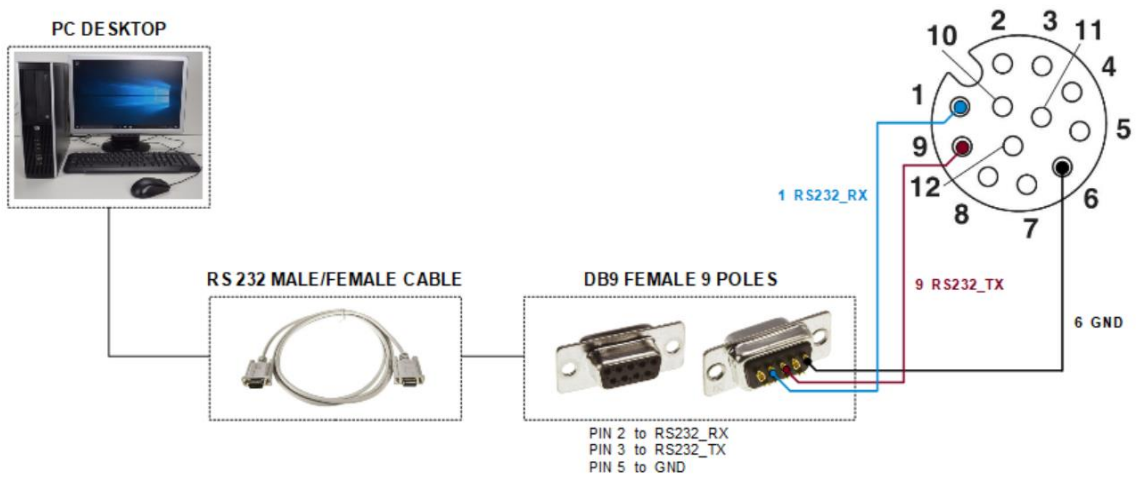 PC DESKTOP
2
3
10
11
4
1
5
9
12
6
8
7
1 RS232_RX
RS 232 MALE/FEMALE CABLE
DB9 FEMALE 9 POLES
9 RS232_TX
6 GND
PIN 2 to RS232_RX
PIN 3 to RS232_TX
PIN 5 to GND